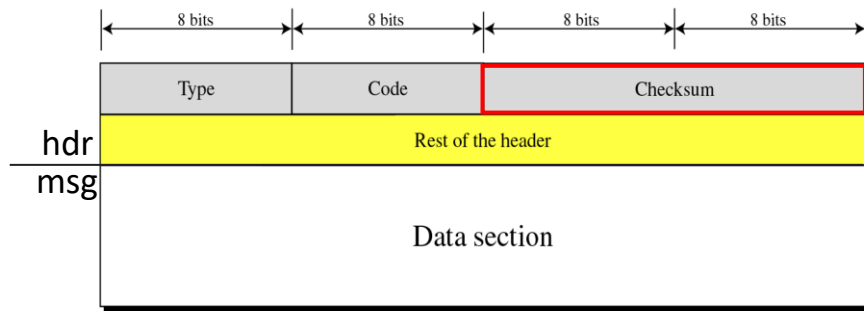 8 bits 8 bits 8 bits 8 bits
Type Code Checksum
hdr Rest of the header
msg
Data section